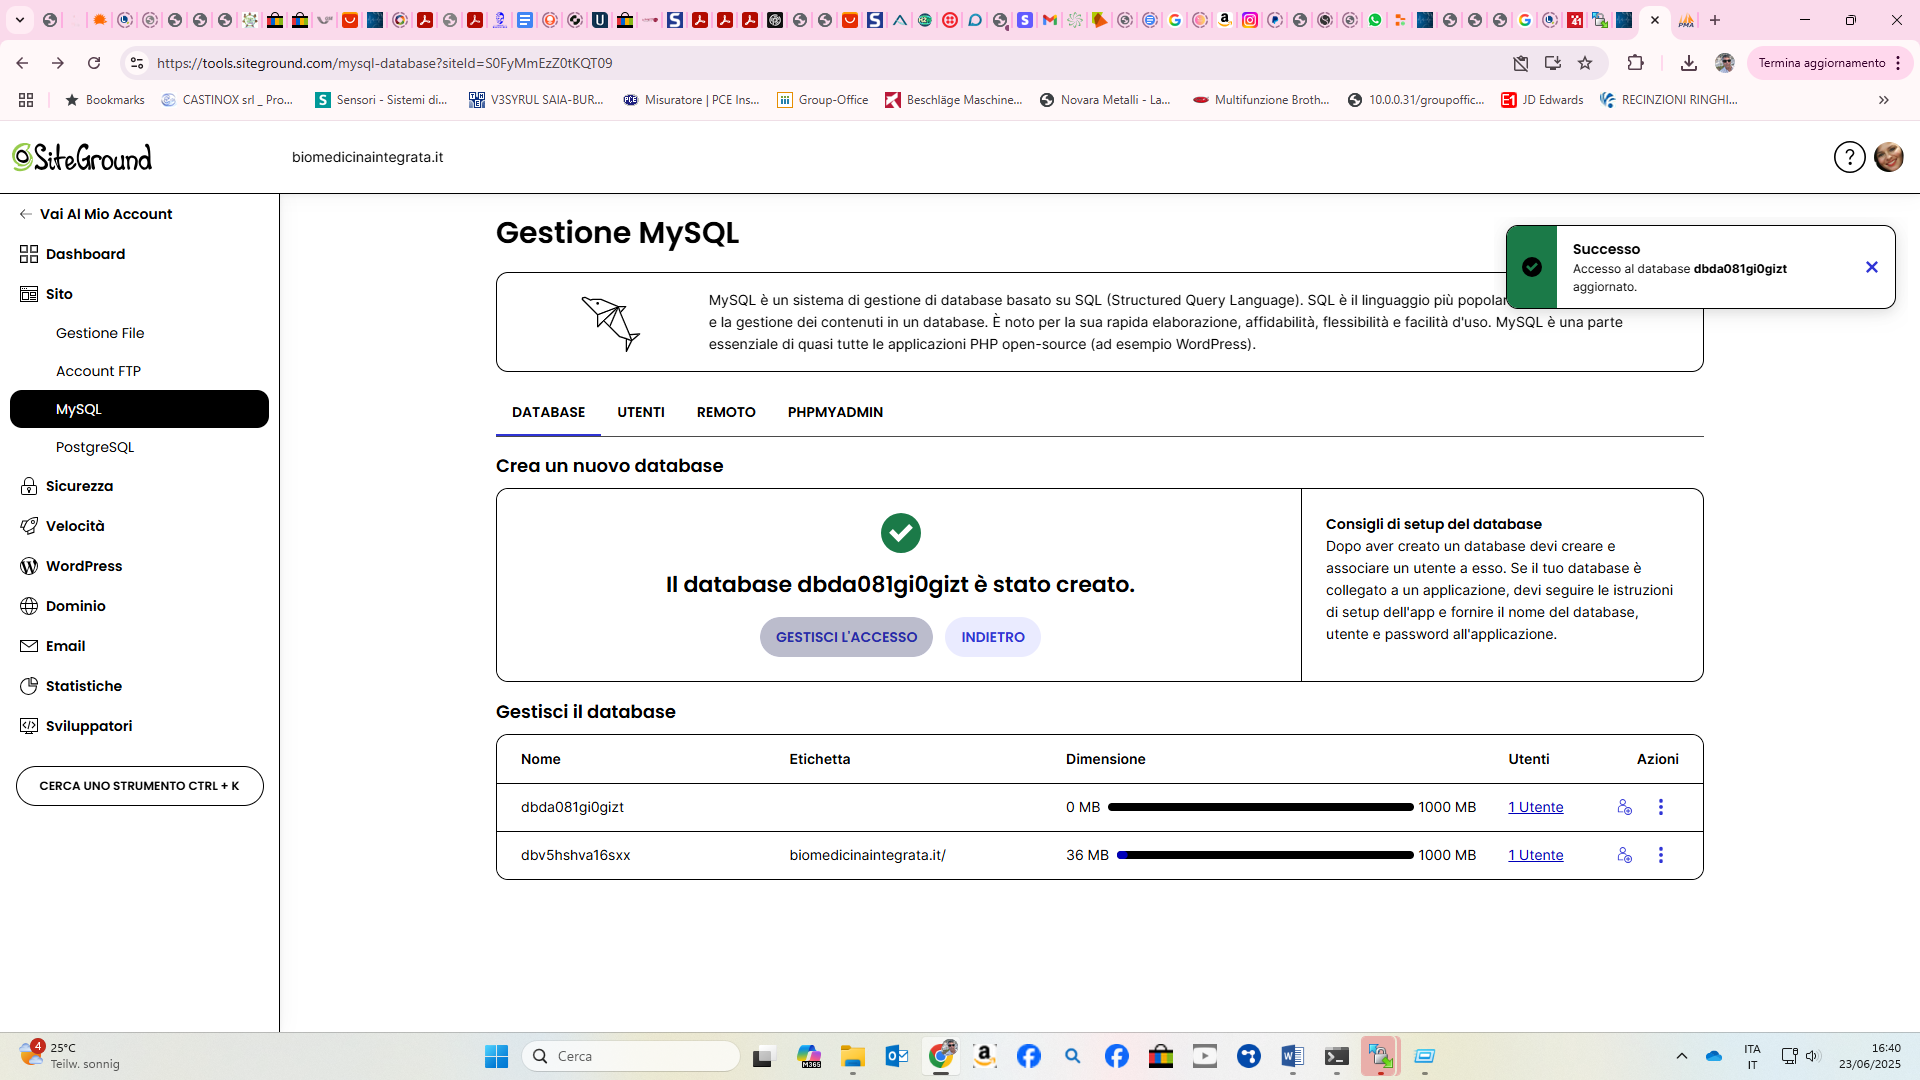 PMA
https://tools.siteground.com/mysql-database?siteId=S0FyMmEzZ0tKQT09
Termina aggiornamento
Bookmarks
CASTINOX srl _ Pro...
Sensori - Sistemi di...
V3SYRUL SAIA-BUR...
Misuratore | PCE Ins...
Group-Office
Beschläge Maschine...
Novara Metalli - La...
Multifunzione Broth...
10.0.0.31/groupoffic...
JD Edwards
RECINZIONI RINGHI...
SiteGround
biomedicinaintegrata.it
?
Vai Al Mio Account
Dashboard
Sito
Gestione File
Account FTP
MySQL
PostgreSQL
Sicurezza
Velocità
WordPress
Dominio
Email
Statistiche
Sviluppatori
CERCA UNO STRUMENTO CTRL + K
Gestione MySQL
MySQL è un sistema di gestione di database basato su SQL (Structured Query Language). SQL è il linguaggio più popolar
e la gestione dei contenuti in un database. È noto per la sua rapida elaborazione, affidabilità, flessibilità e facilità d'uso. MySQL è una parte
essenziale di quasi tutte le applicazioni PHP open-source (ad esempio WordPress).
Successo
Accesso al database dbda081gi0gizt
aggiornato.
DATABASE
UTENTI
REMOTO
PHPMYADMIN
Crea un nuovo database
Il database dbda081gi0gizt è stato creato.
GESTISCI L'ACCESSO
INDIETRO
Consigli di setup del database
Dopo aver creato un database devi creare e
associare un utente a esso. Se il tuo database è
collegato a un applicazione, devi seguire le istruzioni
di setup dell'app e fornire il nome del database,
utente e password all'applicazione.
Gestisci il database
Nome Etichetta Dimensione Utenti Azioni
dbda081gi0gizt 0 MB 1000 MB 1 Utente
dbv5hshva16sxx biomedicinaintegrata.it/ 36 MB 1000 MB 1 Utente
4
25°C
Teilw. sonnig
Cerca
M365
ITA
IT
16:40
23/06/2025